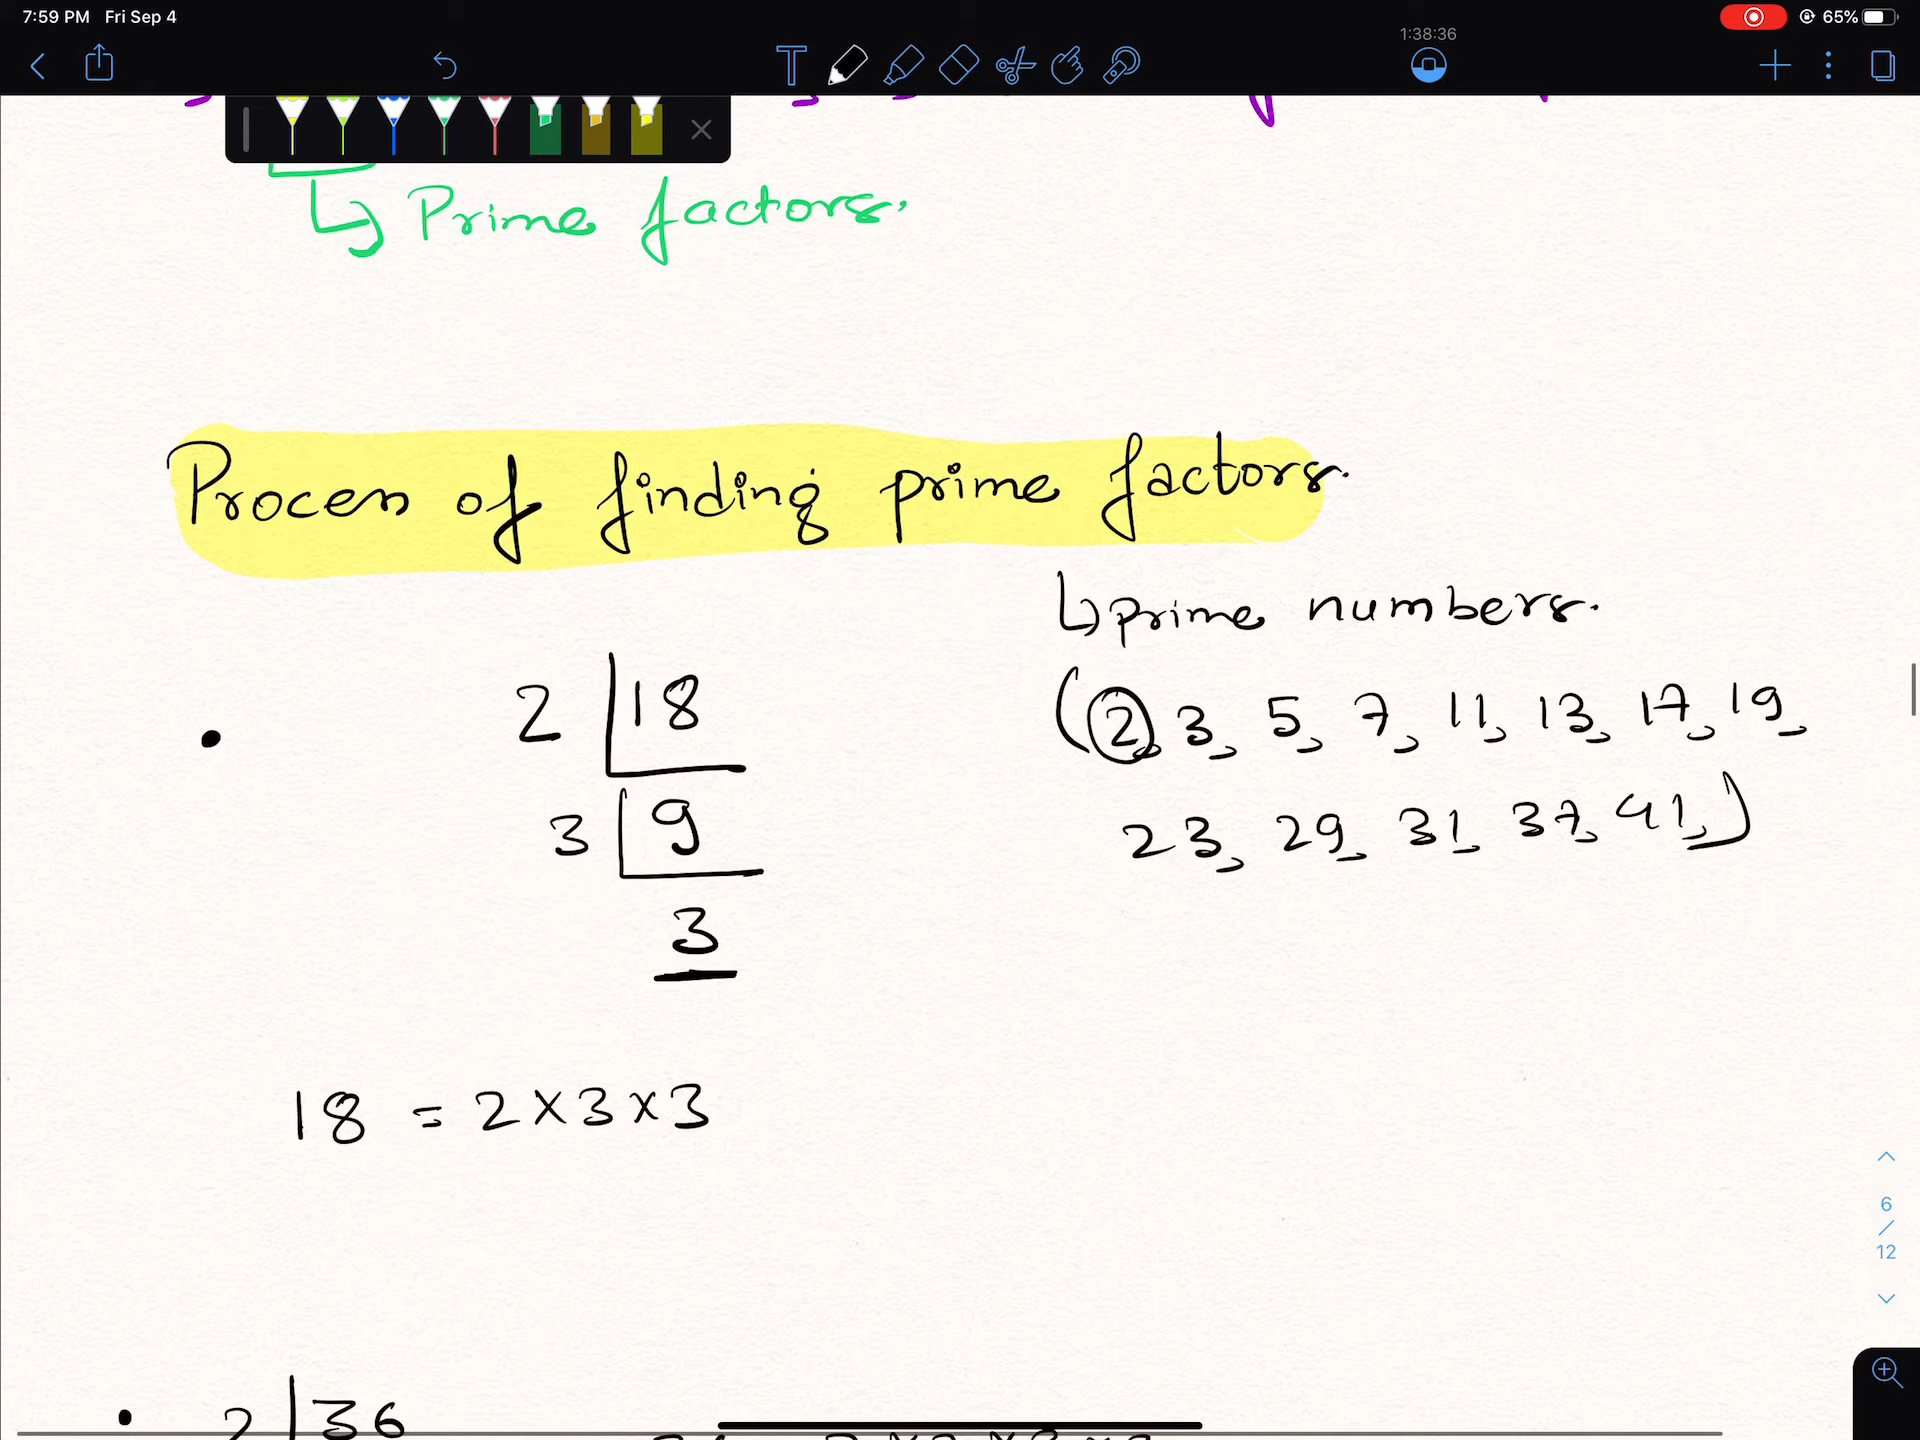 7:59 PM Fri Sep 4
65%
1:38:36
Prime factors.
Process of finding prime factors.
prime numbers.
2 18
(2, 3, 5, 7, 11, 13, 17, 19,
3 9
23, 29, 31, 37, 41,)
3
18 = 2 × 3 × 3
6
/
12
2 36